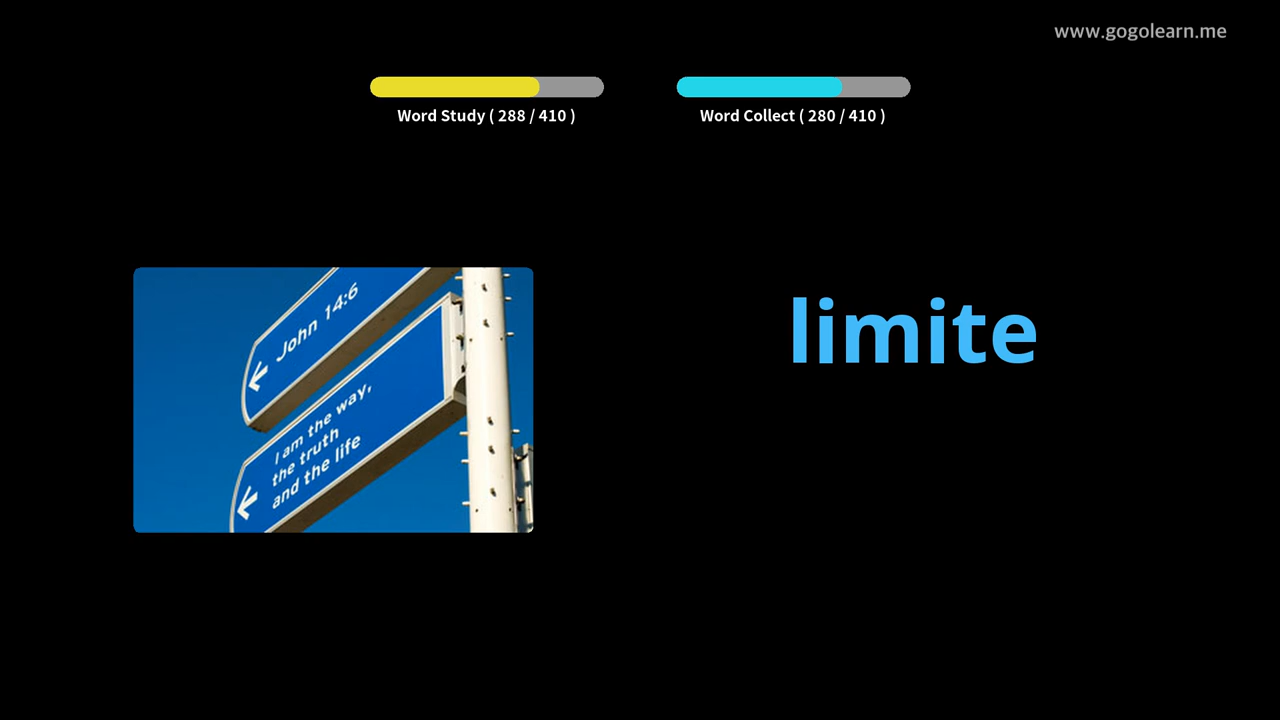 www.gogolearn.me
Word Study ( 288 / 410 )
Word Collect ( 280 / 410 )
John 14:6
I am the way,
the truth
and the life
limite